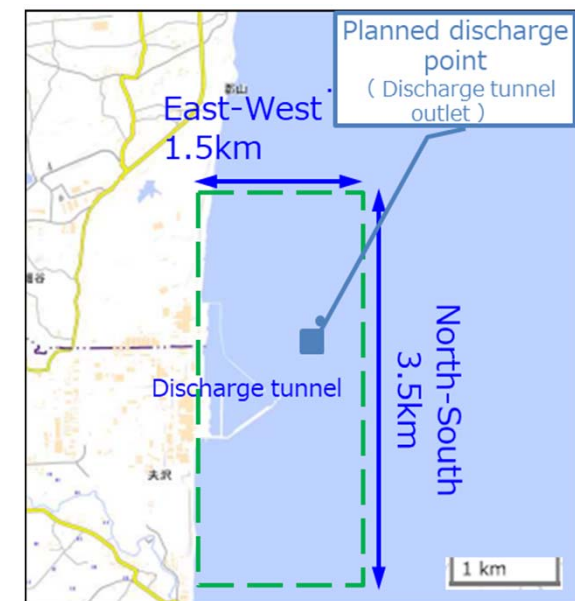 Planned discharge
point
( Discharge tunnel
outlet )
郡山
East-West
1.5km
North-South
3.5km
Discharge tunnel
夫沢
1 km